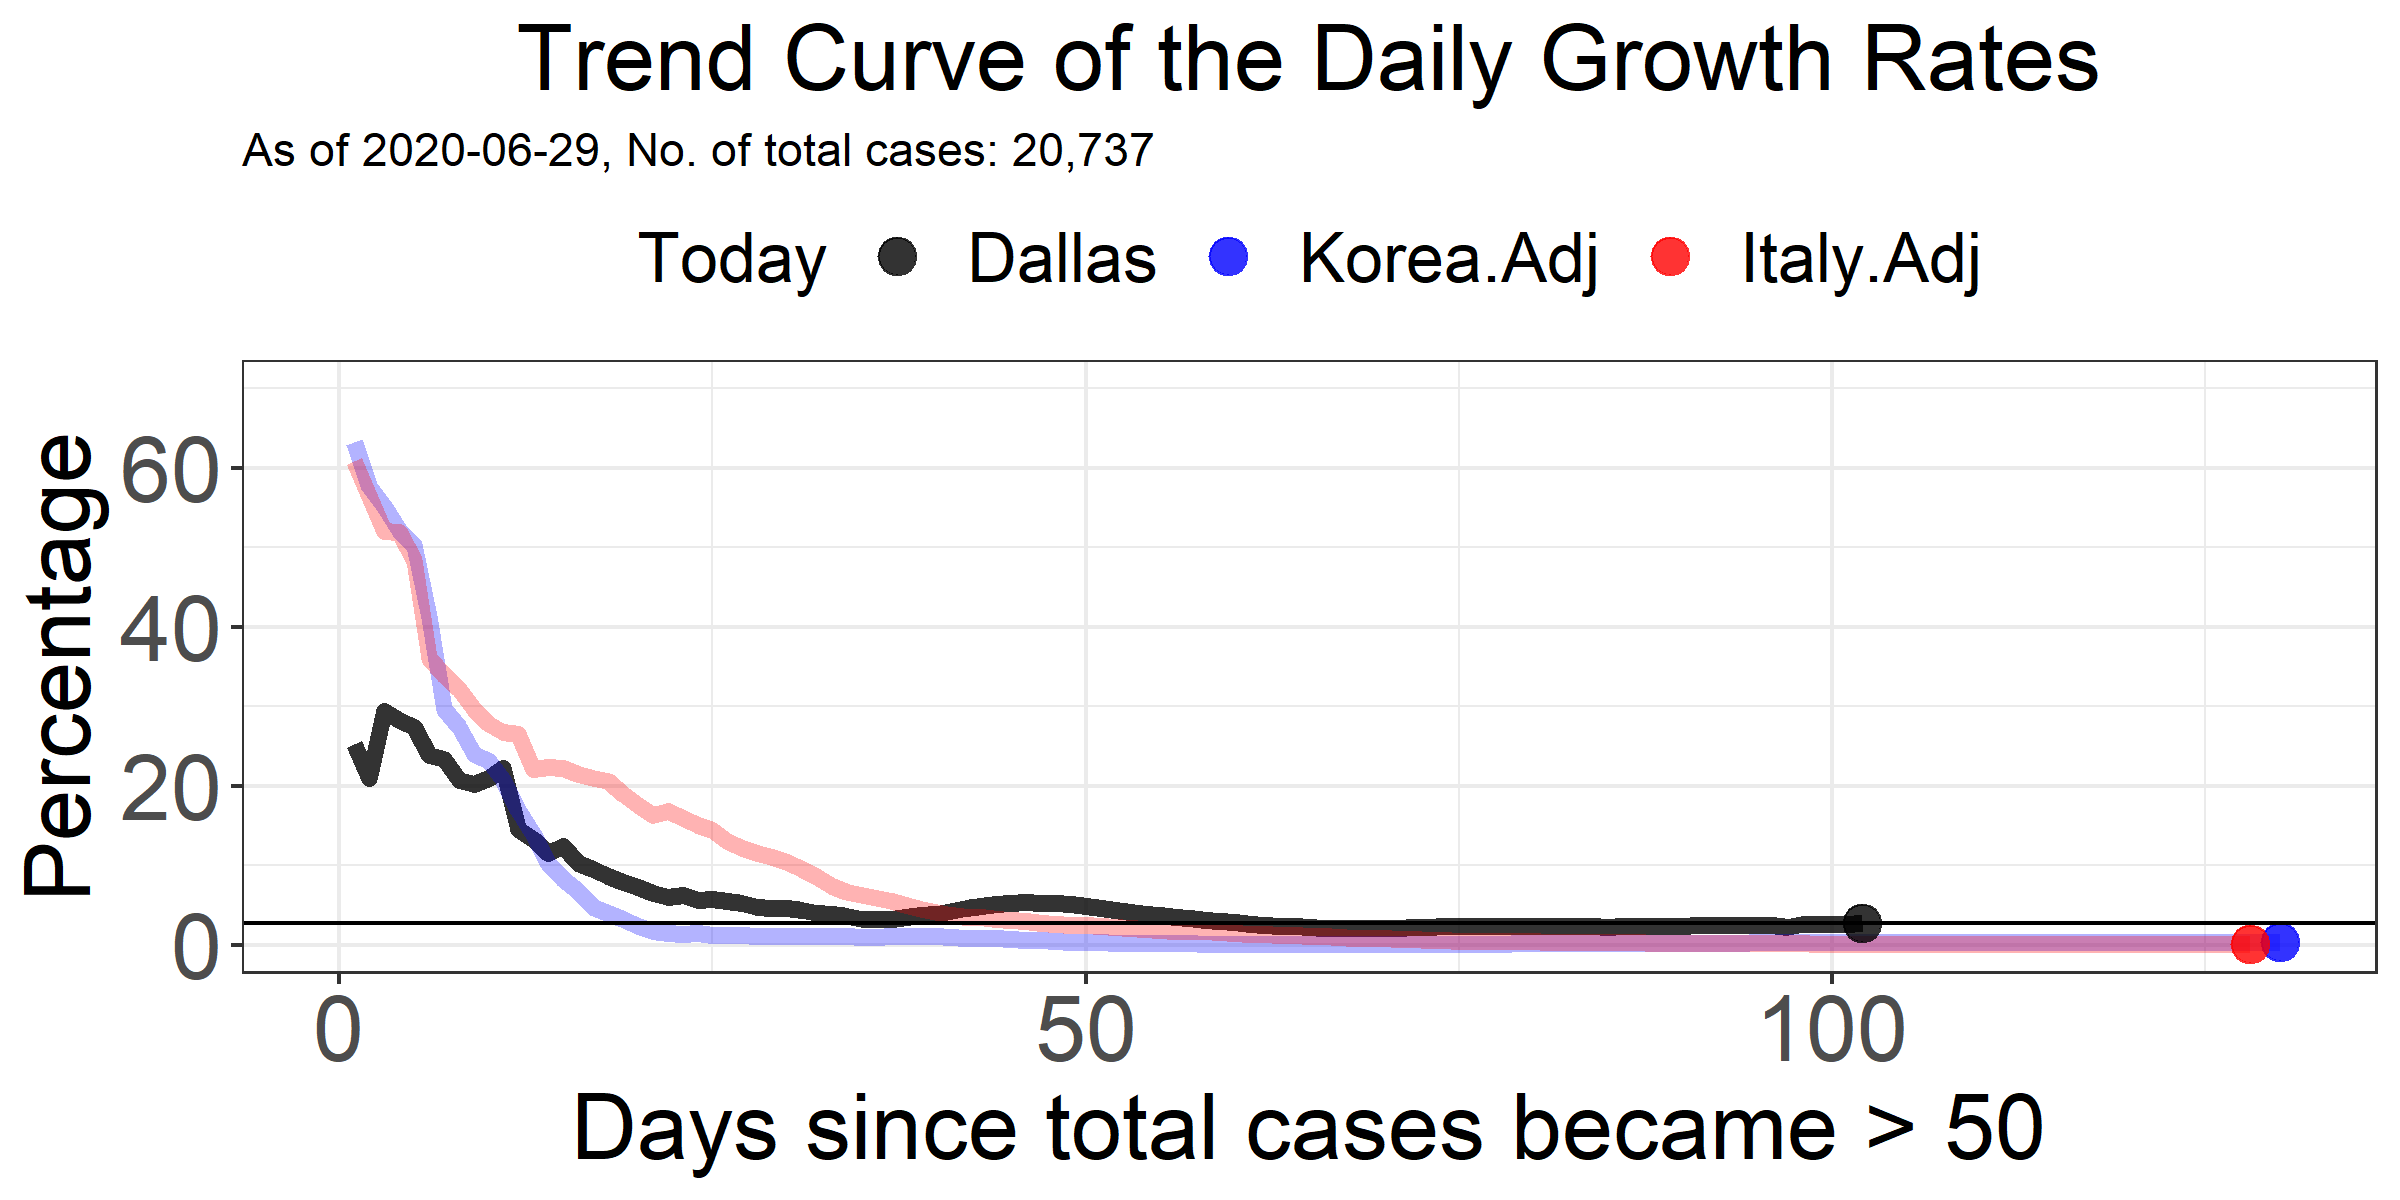 Trend Curve of the Daily Growth Rates
As of 2020-06-29, No. of total cases: 20,737
Today Dallas Korea.Adj Italy.Adj
Percentage
60
40
20
0
0 50 100
Days since total cases became > 50